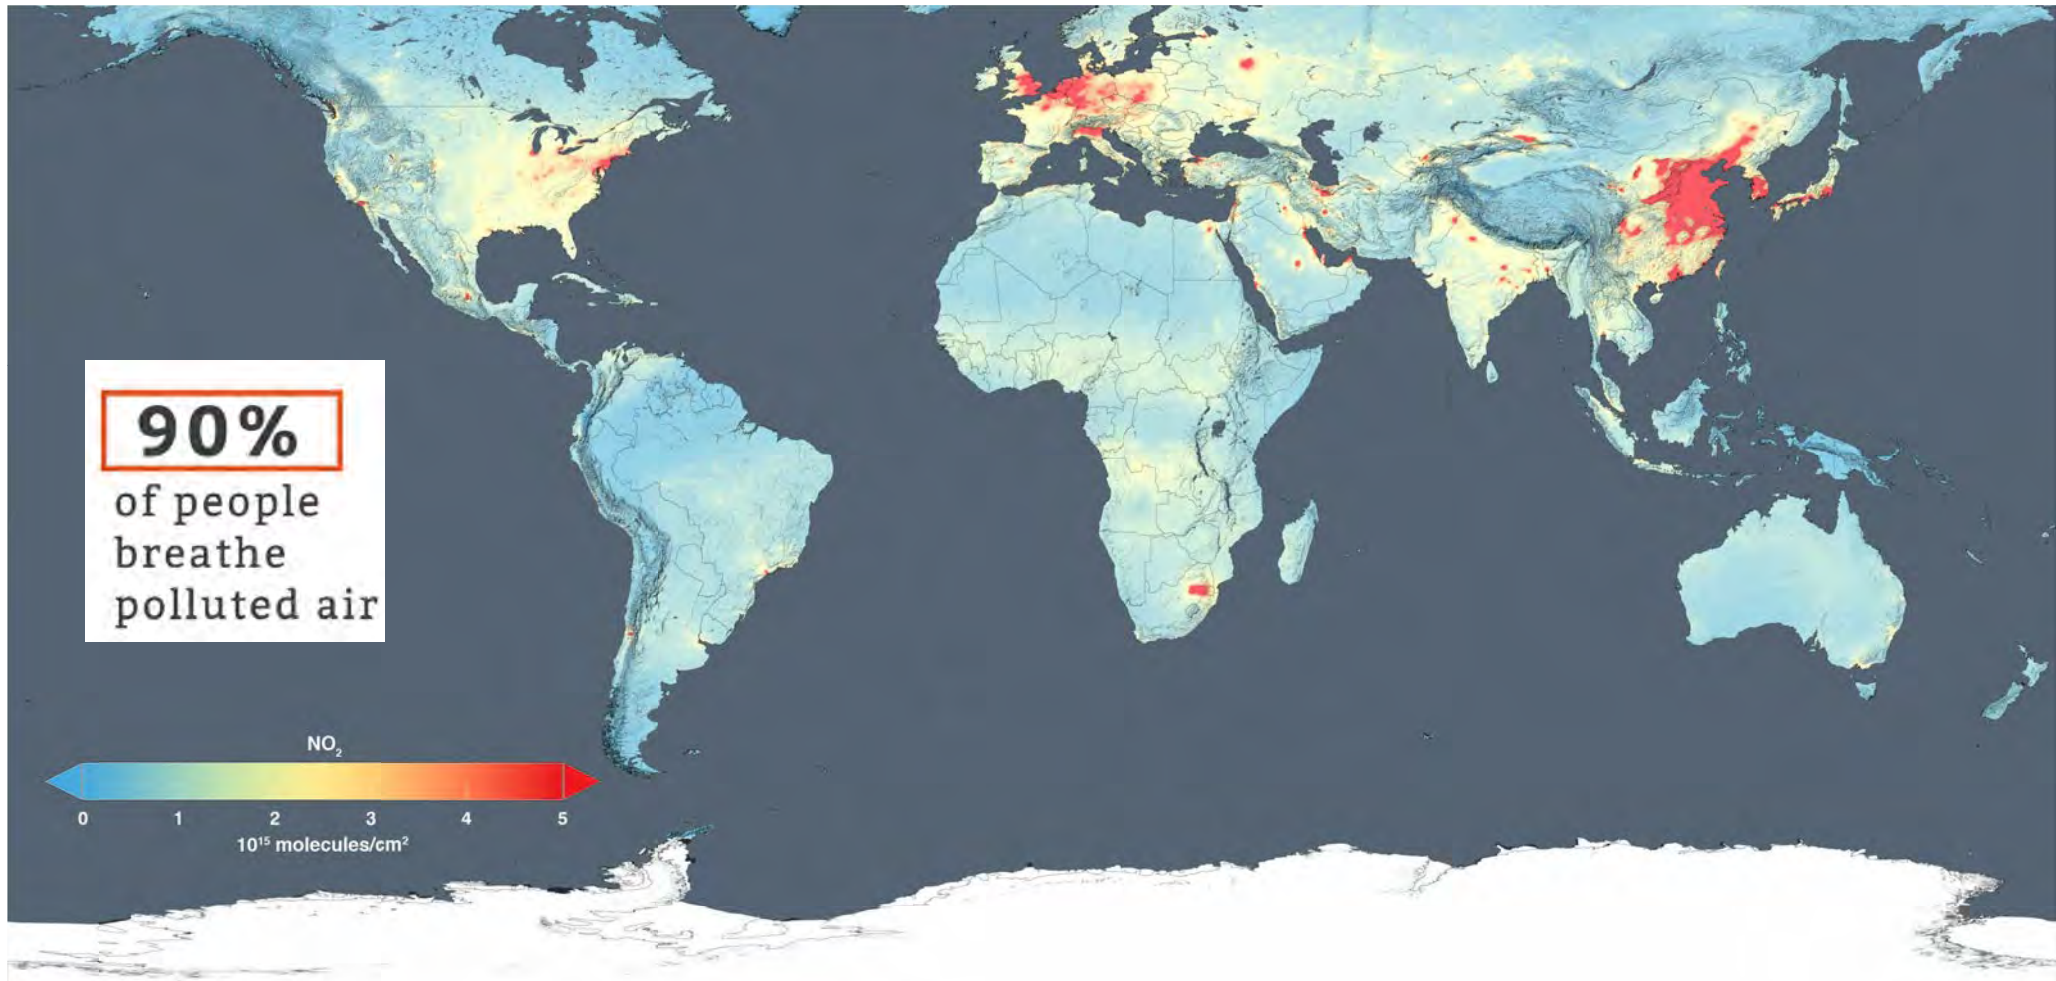 90%
of people
breathe
polluted air
NO₂
0 1 2 3 4 5
10¹⁵ molecules/cm²